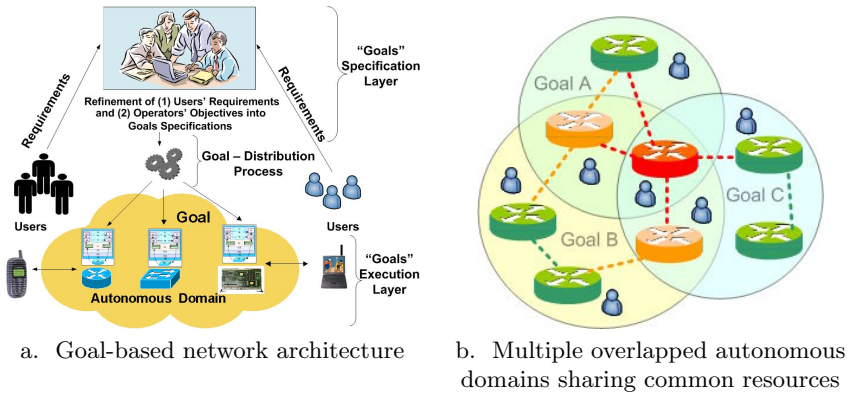 “Goals”
Specification
Layer
Requirements
Requirements
Refinement of (1) Users’ Requirements
and (2) Operators’ Objectives into
Goals Specifications
Goal – Distribution
Process
Users
Goal
Users
“Goals”
Execution
Layer
Autonomous Domain
a. Goal-based network architecture
Goal A
Goal C
Goal B
b. Multiple overlapped autonomous
domains sharing common resources